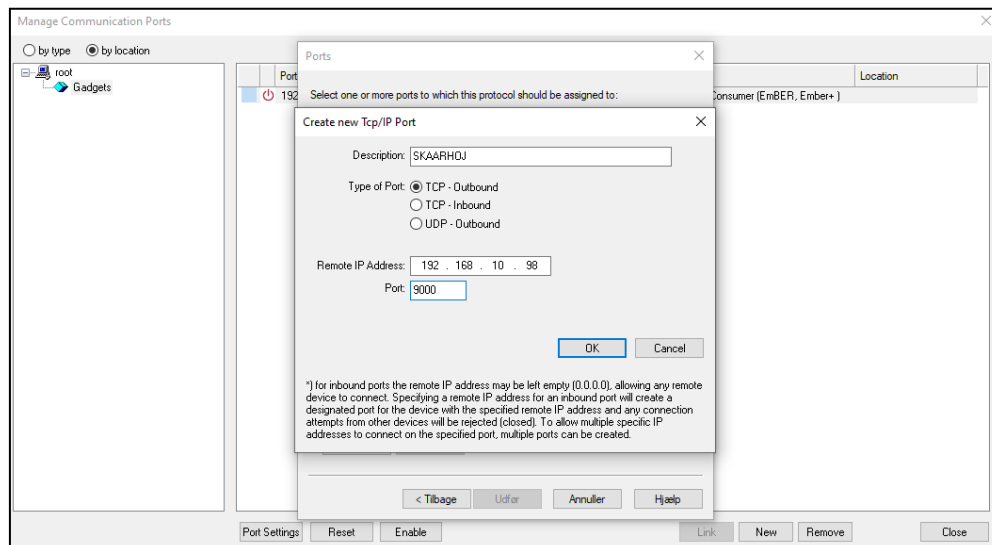 Manage Communication Ports
by type by location
root
Gadgets
Port Location
192 Consumer (EmBER, Ember+ )
Ports
Select one or more ports to which this protocol should be assigned to:
Create new Tcp/IP Port
Description: SKAARHOJ
Type of Port: TCP - Outbound
TCP - Inbound
UDP - Outbound
Remote IP Address: 192 . 168 . 10 . 98
Port: 9000
OK Cancel
*) for inbound ports the remote IP address may be left empty (0.0.0.0), allowing any remote
device to connect. Specifying a remote IP address for an inbound port will create a
designated port for the device with the specified remote IP address and any connection
attempts from other devices will be rejected (closed). To allow multiple specific IP
addresses to connect on the specified port, multiple ports can be created.
< Tilbage Udfør Annuller Hjælp
Port Settings Reset Enable Link New Remove Close